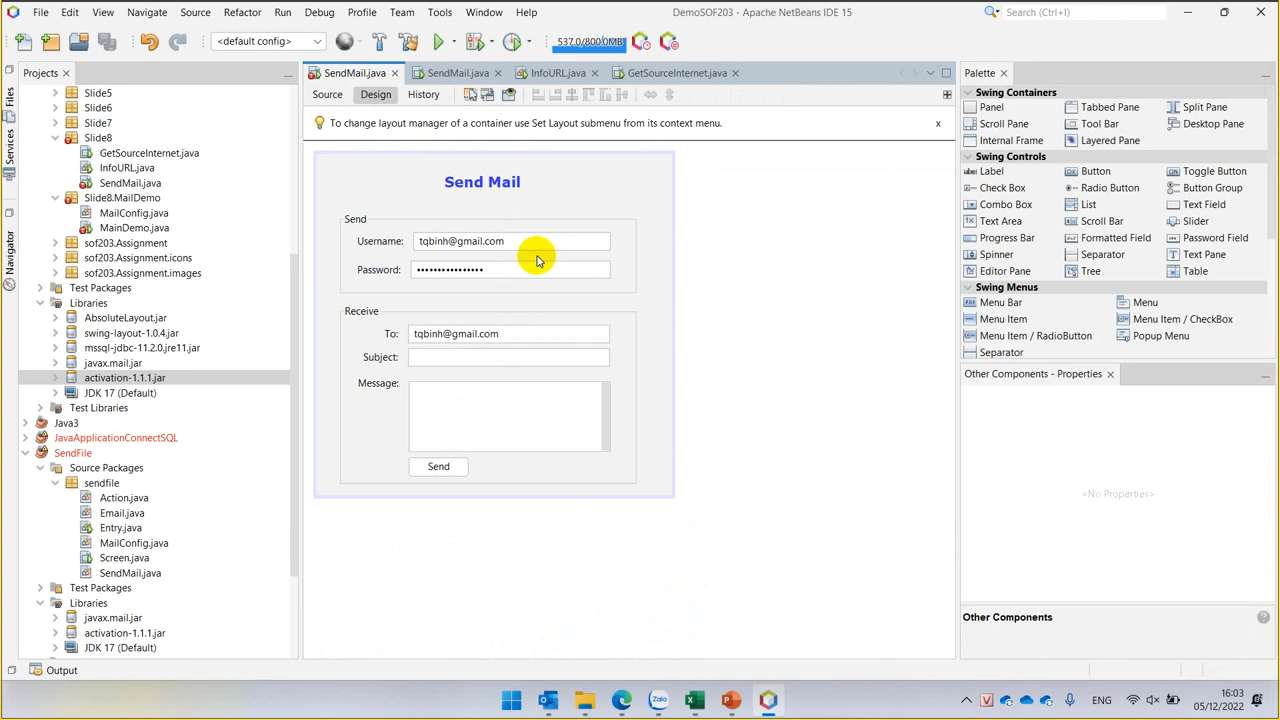 File Edit View Navigate Source Refactor Run Debug Profile Team Tools Window Help
DemoSOF203 - Apache NetBeans IDE 15
Search (Ctrl+I)
<default config>
537.0/800.0MB
Files
Services
Navigator
Projects
Slide5
Slide6
Slide7
Slide8
GetSourceInternet.java
InfoURL.java
SendMail.java
Slide8.MailDemo
MailConfig.java
MainDemo.java
sof203.Assignment
sof203.Assignment.icons
sof203.Assignment.images
Test Packages
Libraries
AbsoluteLayout.jar
swing-layout-1.0.4.jar
mssql-jdbc-11.2.0.jre11.jar
javax.mail.jar
activation-1.1.1.jar
JDK 17 (Default)
Test Libraries
Java3
JavaApplicationConnectSQL
SendFile
Source Packages
sendfile
Action.java
Email.java
Entry.java
MailConfig.java
Screen.java
SendMail.java
Test Packages
Libraries
javax.mail.jar
activation-1.1.1.jar
JDK 17 (Default)
Output
SendMail.java SendMail.java InfoURL.java GetSourceInternet.java
Source Design History
To change layout manager of a container use Set Layout submenu from its context menu.
x
Send Mail
Send
Username: tqbinh@gmail.com
Password: ••••••••••••••••
Receive
To: tqbinh@gmail.com
Subject:
Message:
Send
Palette
Swing Containers
Panel Tabbed Pane Split Pane
Scroll Pane Tool Bar Desktop Pane
Internal Frame Layered Pane
Swing Controls
label Label Button Toggle Button
Check Box Radio Button Button Group
Combo Box List Text Field
Text Area Scroll Bar Slider
Progress Bar Formatted Field Password Field
Spinner Separator Text Pane
Editor Pane Tree Table
Swing Menus
Menu Bar Menu
Menu Item Menu Item / CheckBox
Menu Item / RadioButton Popup Menu
Separator
Other Components - Properties
<No Properties>
Other Components
Zalo
ENG
16:03
05/12/2022